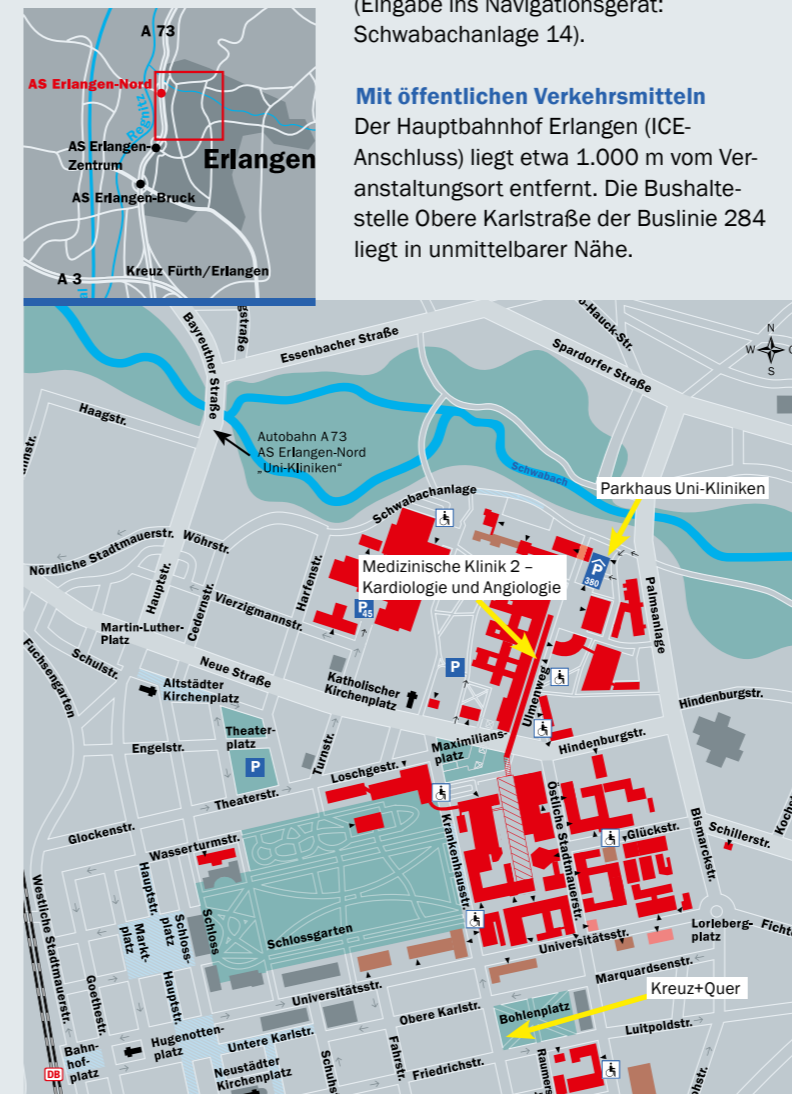 (Eingabe ins Navigationsgerät:
Schwabachanlage 14).
Mit öffentlichen Verkehrsmitteln
Der Hauptbahnhof Erlangen (ICE-
Anschluss) liegt etwa 1.000 m vom Ver-
anstaltungsort entfernt. Die Bushalte-
stelle Obere Karlstraße der Buslinie 284
liegt in unmittelbarer Nähe.
A 73
AS Erlangen-Nord
Regnitz
AS Erlangen-
Zentrum
Erlangen
AS Erlangen-Bruck
Kreuz Fürth/Erlangen
A 3
Bayreuther Straße
Essenbacher Straße
Spardorfer Straße
N
W
S
Haagstr.
Autobahn A 73
AS Erlangen-Nord
„Uni-Kliniken“
Schwabach
Schwabachanlage
Parkhaus Uni-Kliniken
Nördliche Stadtmauerstr.
Wöhrstr.
Medizinische Klinik 2 –
Kardiologie und Angiologie
P
380
Palmsanlage
Hauptstr.
Cedernstr.
Vierzigmannstr.
Harfenstr.
P
45
Martin-Luther-
Platz
Fuchsengarten
Schulstr.
Neue Straße
Altstädter
Kirchenplatz
Katholischer
Kirchenplatz
P
Ulmenweg
Hindenburgstr.
Engelstr.
Theater-
platz
P
Turnstr.
Maximilians-
platz
Hindenburgstr.
Loschgestr.
Theaterstr.
Glockenstr.
Wasserturmstr.
Krankenhausstr.
Östliche Stadtmauerstr.
Glückstr.
Bismarckstr.
Schillerstr.
Westliche Stadtmauerstr.
Hauptstr.
Markt-
platz
Schloss-
platz
Schloss
Schlossgarten
Universitätsstr.
Lorleberg-
platz
Goethestr.
Hauptstr.
Universitätsstr.
Marquardsenstr.
Kreuz+Quer
Bohlenplatz
Obere Karlstr.
Luitpoldstr.
Hugenotten-
platz
Untere Karlstr.
Bahn-
hof-
platz
DB
Neustädter
Kirchenplatz
Fahrstr.
Friedrichstr.